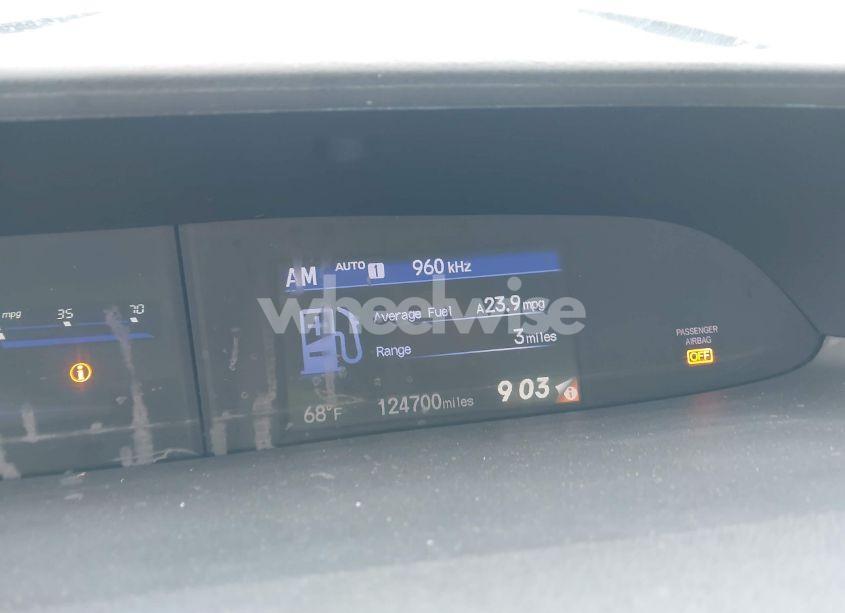 AM AUTO 1 960 kHz
mpg 35 70
Average Fuel A23.9 mpg
Range 3 miles
68°F 124700 miles 9 03
PASSENGER
AIRBAG
OFF
wheelwise